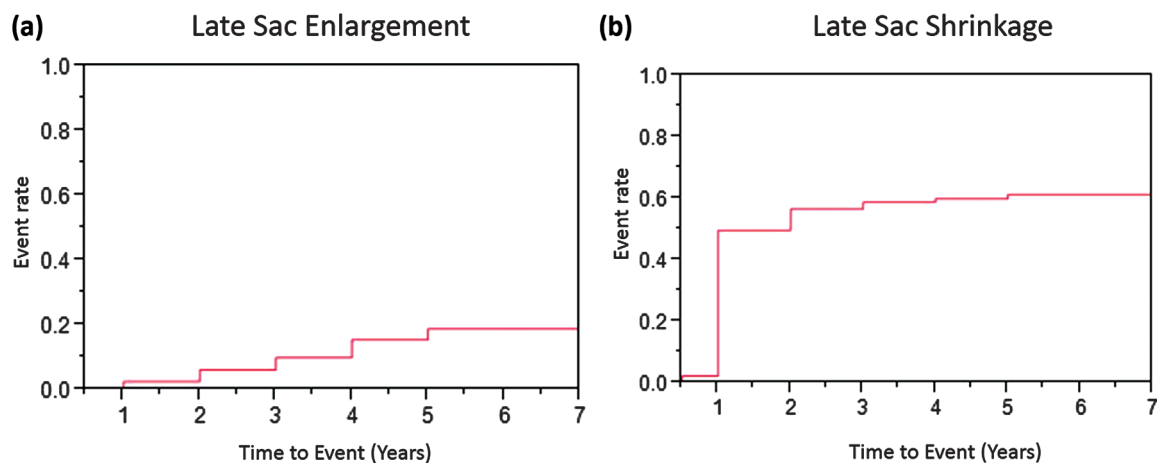 (a) Late Sac Enlargement
1.0
0.8
0.6
0.4
0.2
0.0
Event rate
1 2 3 4 5 6 7
Time to Event (Years)
(b) Late Sac Shrinkage
1.0
0.8
0.6
0.4
0.2
0.0
Event rate
1 2 3 4 5 6 7
Time to Event (Years)